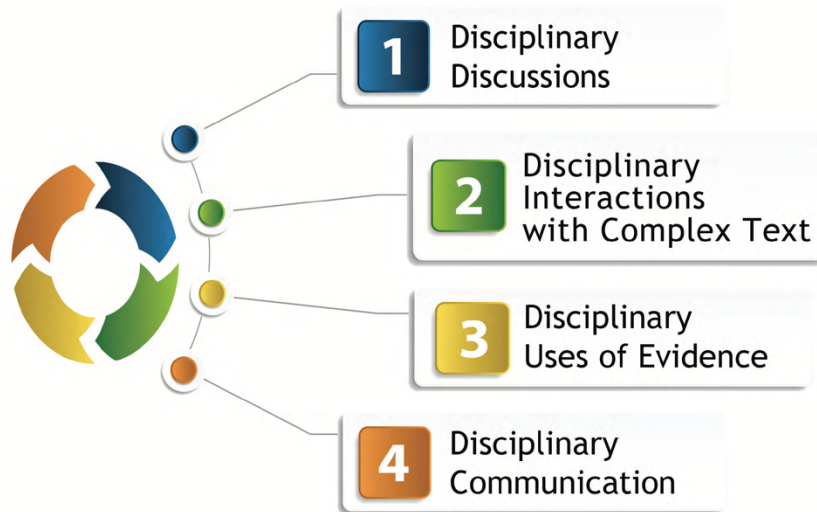 1 Disciplinary
Discussions
2 Disciplinary
Interactions
with Complex Text
3 Disciplinary
Uses of Evidence
4 Disciplinary
Communication